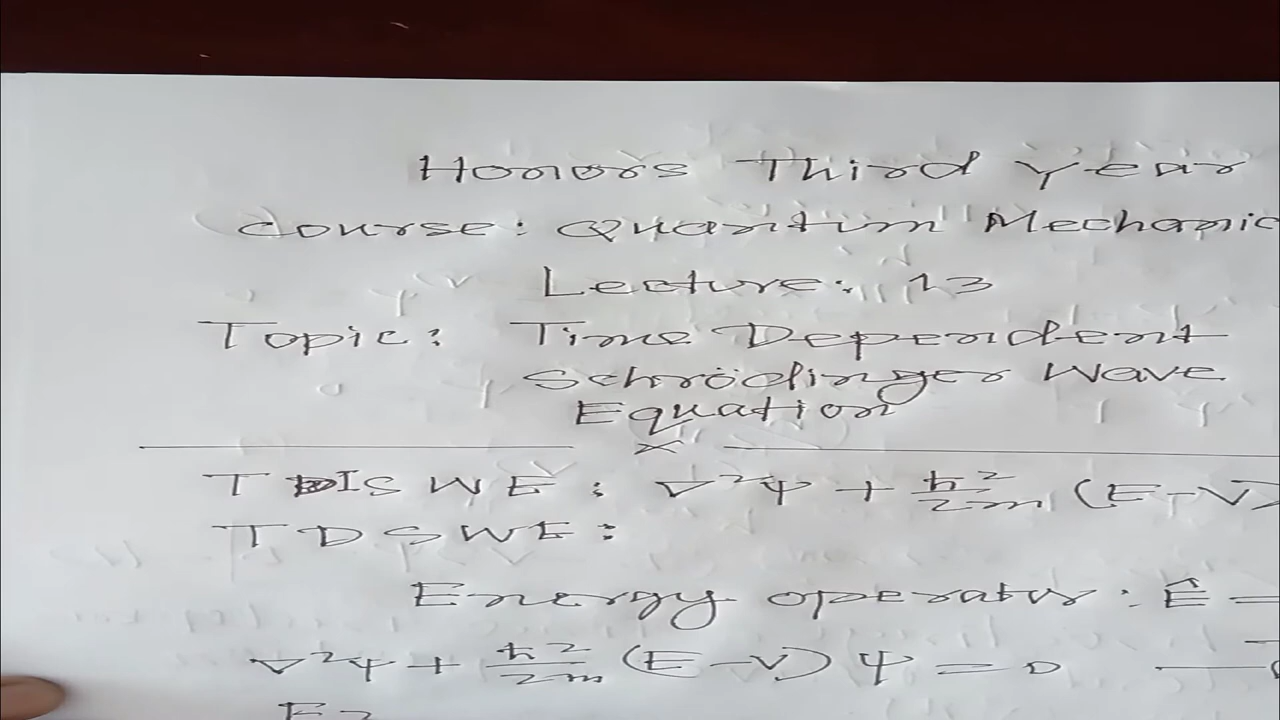 Honors Third Year
Course: Quantum Mechanic
Lecture: 13
Topic: Time Dependent
Schrödinger Wave
Equation
×
TISWE: ∇²ψ + ħ²/2m (E-V)
TDSWE:
Energy operator: Ê =
∇²ψ + ħ²/2m (E-V) ψ = 0